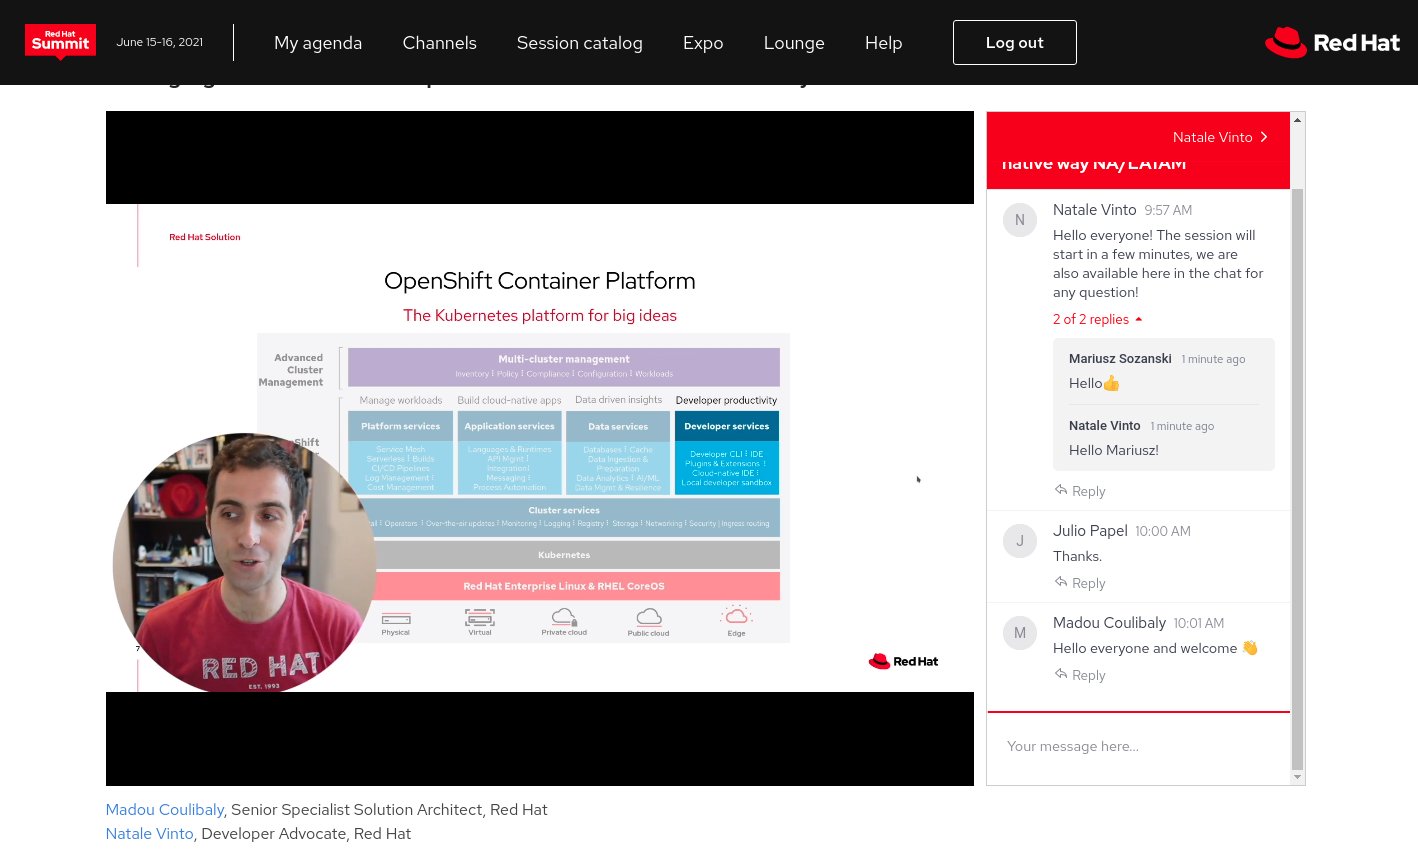 Red Hat
Summit
June 15-16, 2021
My agenda
Channels
Session catalog
Expo
Lounge
Help
Log out
Red Hat
Red Hat Solution
OpenShift Container Platform
The Kubernetes platform for big ideas
Advanced
Cluster
Management
Multi-cluster management
Inventory ⋮ Policy ⋮ Compliance ⋮ Configuration ⋮ Workloads
Manage workloads
Build cloud-native apps
Data driven insights
Developer productivity
Platform services
Service Mesh
Serverless ⋮ Builds
CI/CD Pipelines
Log Management ⋮
Cost Management
Application services
Languages & Runtimes
API Mgmt ⋮
Integration ⋮
Messaging ⋮
Process Automation
Data services
Databases ⋮ Cache
Data Ingestion &
Preparation
Data Analytics ⋮ AI/ML
Data Mgmt & Resilience
Developer services
Developer CLI ⋮ IDE
Plugins & Extensions ⋮
Cloud-native IDE ⋮
Local developer sandbox
Cluster services
Operators ⋮ Over-the-air updates ⋮ Monitoring ⋮ Logging ⋮ Registry ⋮ Storage ⋮ Networking ⋮ Security | Ingress routing
Kubernetes
Red Hat Enterprise Linux & RHEL CoreOS
Physical
Virtual
Private cloud
Public cloud
Edge
7
RED HAT
EST. 1993
Red Hat
Natale Vinto
native way NA/LATAM
N
Natale Vinto 9:57 AM
Hello everyone! The session will
start in a few minutes, we are
also available here in the chat for
any question!
2 of 2 replies
Mariusz Sozanski 1 minute ago
Hello👍
Natale Vinto 1 minute ago
Hello Mariusz!
Reply
J
Julio Papel 10:00 AM
Thanks.
Reply
M
Madou Coulibaly 10:01 AM
Hello everyone and welcome 👋
Reply
Your message here...
Madou Coulibaly, Senior Specialist Solution Architect, Red Hat
Natale Vinto, Developer Advocate, Red Hat